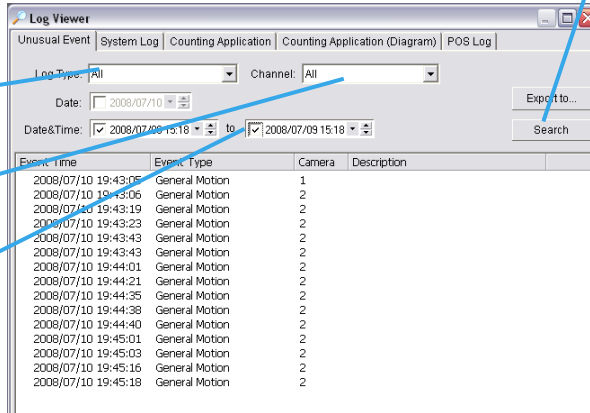 Log Viewer
Unusual Event System Log Counting Application Counting Application (Diagram) POS Log
Log Type: All Channel: All
Date: 2008/07/10 Export to...
Date&Time: 2008/07/09 15:18 to 2008/07/09 15:18 Search
Event Time Event Type Camera Description
2008/07/10 19:43:05 General Motion 1
2008/07/10 19:43:06 General Motion 2
2008/07/10 19:43:19 General Motion 2
2008/07/10 19:43:23 General Motion 2
2008/07/10 19:43:43 General Motion 2
2008/07/10 19:43:43 General Motion 2
2008/07/10 19:44:01 General Motion 2
2008/07/10 19:44:21 General Motion 2
2008/07/10 19:44:35 General Motion 2
2008/07/10 19:44:38 General Motion 2
2008/07/10 19:44:40 General Motion 2
2008/07/10 19:45:01 General Motion 2
2008/07/10 19:45:03 General Motion 2
2008/07/10 19:45:16 General Motion 2
2008/07/10 19:45:18 General Motion 2